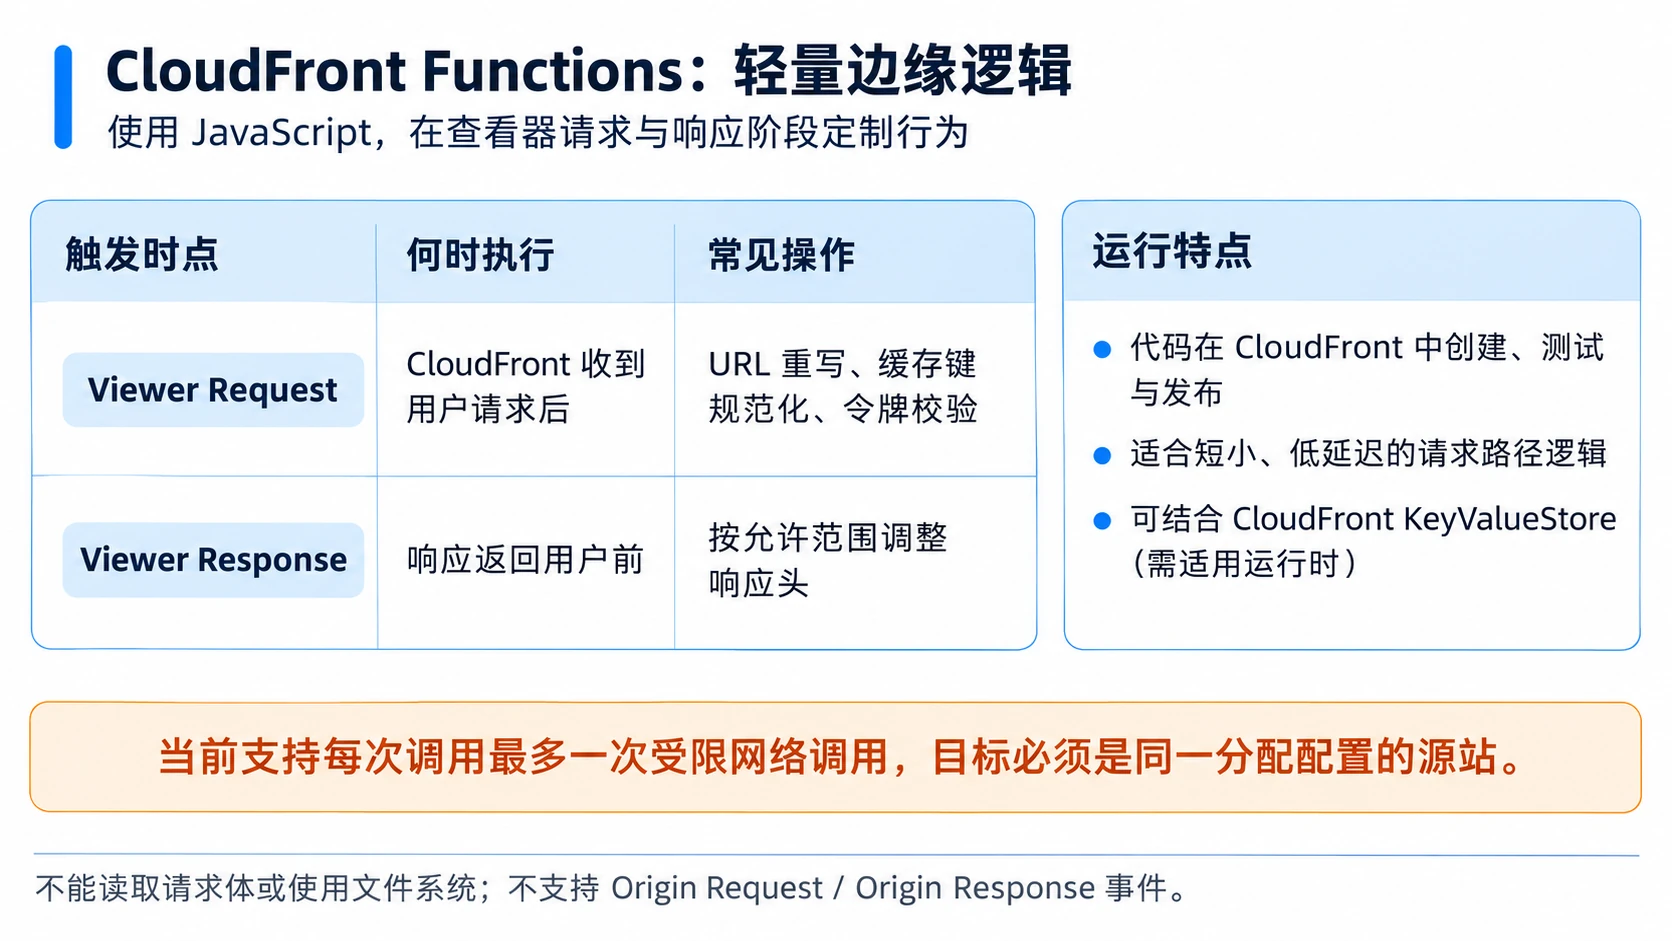 CloudFront Functions：轻量边缘逻辑
使用 JavaScript，在查看器请求与响应阶段定制行为
触发时点
何时执行
常见操作
Viewer Request
CloudFront 收到
用户请求后
URL 重写、缓存键
规范化、令牌校验
Viewer Response
响应返回用户前
按允许范围调整
响应头
运行特点
代码在 CloudFront 中创建、测试
与发布
适合短小、低延迟的请求路径逻辑
可结合 CloudFront KeyValueStore
（需适用运行时）
当前支持每次调用最多一次受限网络调用，目标必须是同一分配配置的源站。
不能读取请求体或使用文件系统；不支持 Origin Request / Origin Response 事件。